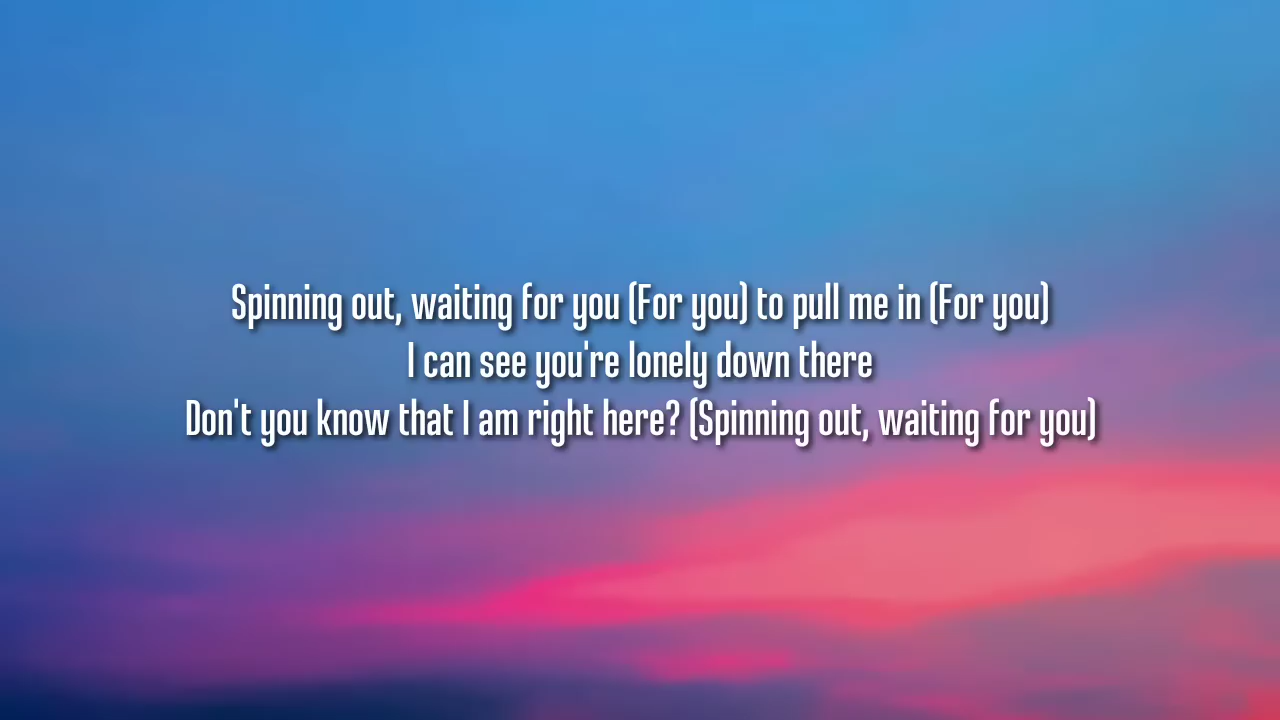 Spinning out, waiting for you (For you) to pull me in (For you)
I can see you're lonely down there
Don't you know that I am right here? (Spinning out, waiting for you)